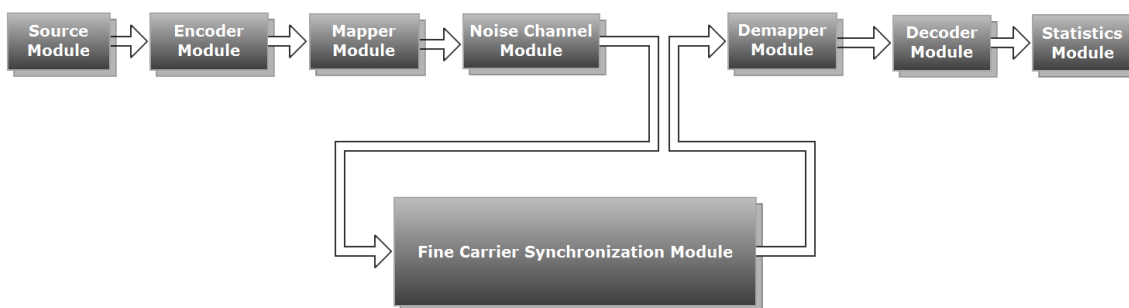 Source
Module
Encoder
Module
Mapper
Module
Noise Channel
Module
Demapper
Module
Decoder
Module
Statistics
Module
Fine Carrier Synchronization Module